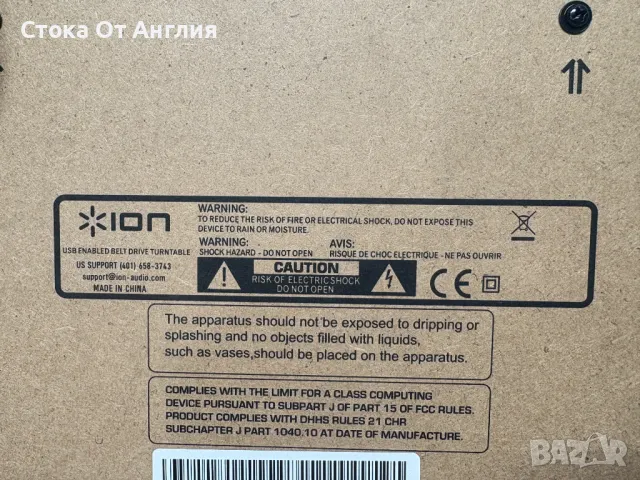 Стока От Англия
ION
USB ENABLED BELT DRIVE TURNTABLE
US SUPPORT (401) 658-3743
support@ion-audio.com
MADE IN CHINA
WARNING:
TO REDUCE THE RISK OF FIRE OR ELECTRICAL SHOCK, DO NOT EXPOSE THIS
DEVICE TO RAIN OR MOISTURE.
WARNING:
SHOCK HAZARD - DO NOT OPEN
AVIS:
RISQUE DE CHOC ELECTRIQUE - NE PAS OUVRIR
CAUTION
RISK OF ELECTRIC SHOCK
DO NOT OPEN
CE
The apparatus should not be exposed to dripping or
splashing and no objects filled with liquids,
such as vases,should be placed on the apparatus.
COMPLIES WITH THE LIMIT FOR A CLASS COMPUTING
DEVICE PURSUANT TO SUBPART J OF PART 15 OF FCC RULES.
PRODUCT COMPLIES WITH DHHS RULES 21 CHR
SUBCHAPTER J PART 1040.10 AT DATE OF MANUFACTURE.
BAZAR
bg